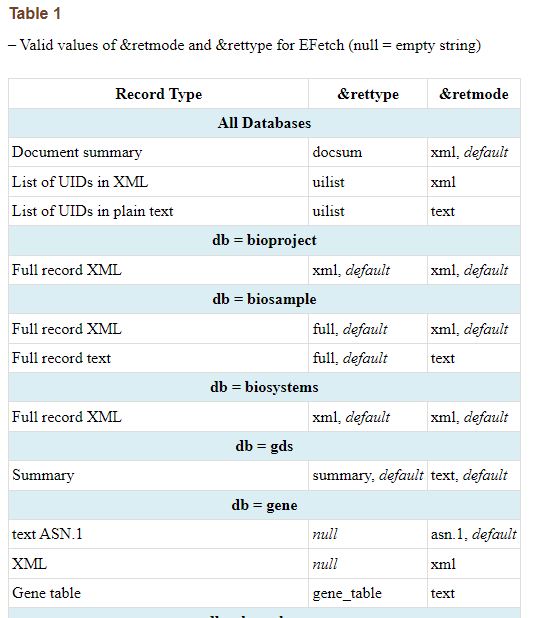 Table 1
– Valid values of &retmode and &rettype for EFetch (null = empty string)
Record Type &rettype &retmode
All Databases
Document summary docsum xml, default
List of UIDs in XML uilist xml
List of UIDs in plain text uilist text
db = bioproject
Full record XML xml, default xml, default
db = biosample
Full record XML full, default xml, default
Full record text full, default text
db = biosystems
Full record XML xml, default xml, default
db = gds
Summary summary, default text, default
db = gene
text ASN.1 null asn.1, default
XML null xml
Gene table gene_table text